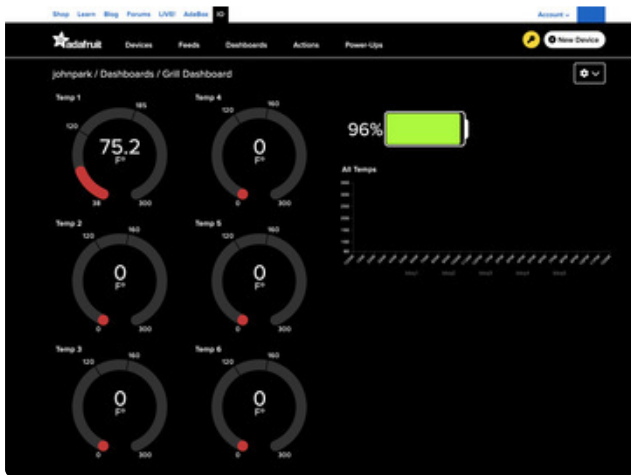 Shop Learn Blog Forums LIVE! AdaBox IO Account
adafruit Devices Feeds Dashboards Actions Power-Ups New Device
johnpark / Dashboards / Grill Dashboard
Temp 1
120
185
75.2
F°
38
300
Temp 4
120
160
0
F°
0
300
96%
All Temps
Temp 2
120
160
0
F°
0
300
Temp 5
120
160
0
F°
0
300
Temp 3
120
160
0
F°
0
300
Temp 6
120
160
0
F°
0
300